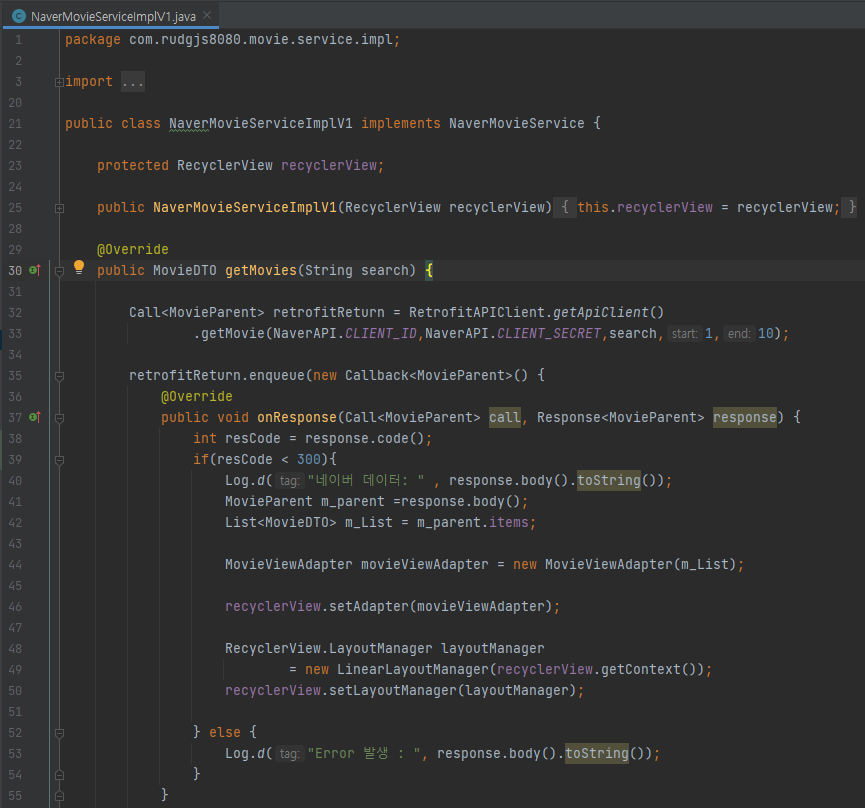 NaverMovieServiceImplV1.java
1 package com.rudgjs8080.movie.service.impl;
2
3 import ...
20
21 public class NaverMovieServiceImplV1 implements NaverMovieService {
22
23 protected RecyclerView recyclerView;
24
25 public NaverMovieServiceImplV1(RecyclerView recyclerView) { this.recyclerView = recyclerView; }
28
29 @Override
30 public MovieDTO getMovies(String search) {
31
32 Call<MovieParent> retrofitReturn = RetrofitAPIClient.getApiClient()
33 .getMovie(NaverAPI.CLIENT_ID,NaverAPI.CLIENT_SECRET,search, start: 1, end: 10);
34
35 retrofitReturn.enqueue(new Callback<MovieParent>() {
36 @Override
37 public void onResponse(Call<MovieParent> call, Response<MovieParent> response) {
38 int resCode = response.code();
39 if(resCode < 300){
40 Log.d( tag: "네이버 데이터: " , response.body().toString());
41 MovieParent m_parent =response.body();
42 List<MovieDTO> m_List = m_parent.items;
43
44 MovieViewAdapter movieViewAdapter = new MovieViewAdapter(m_List);
45
46 recyclerView.setAdapter(movieViewAdapter);
47
48 RecyclerView.LayoutManager layoutManager
49 = new LinearLayoutManager(recyclerView.getContext());
50 recyclerView.setLayoutManager(layoutManager);
51
52 } else {
53 Log.d( tag: "Error 발생 : ", response.body().toString());
54 }
55 }